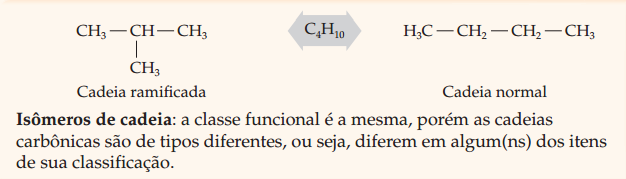 CH₃—CH—CH₃ C₄H₁₀ H₃C—CH₂—CH₂—CH₃
|
CH₃
Cadeia ramificada Cadeia normal
Isômeros de cadeia: a classe funcional é a mesma, porém as cadeias
carbônicas são de tipos diferentes, ou seja, diferem em algum(ns) dos itens
de sua classificação.